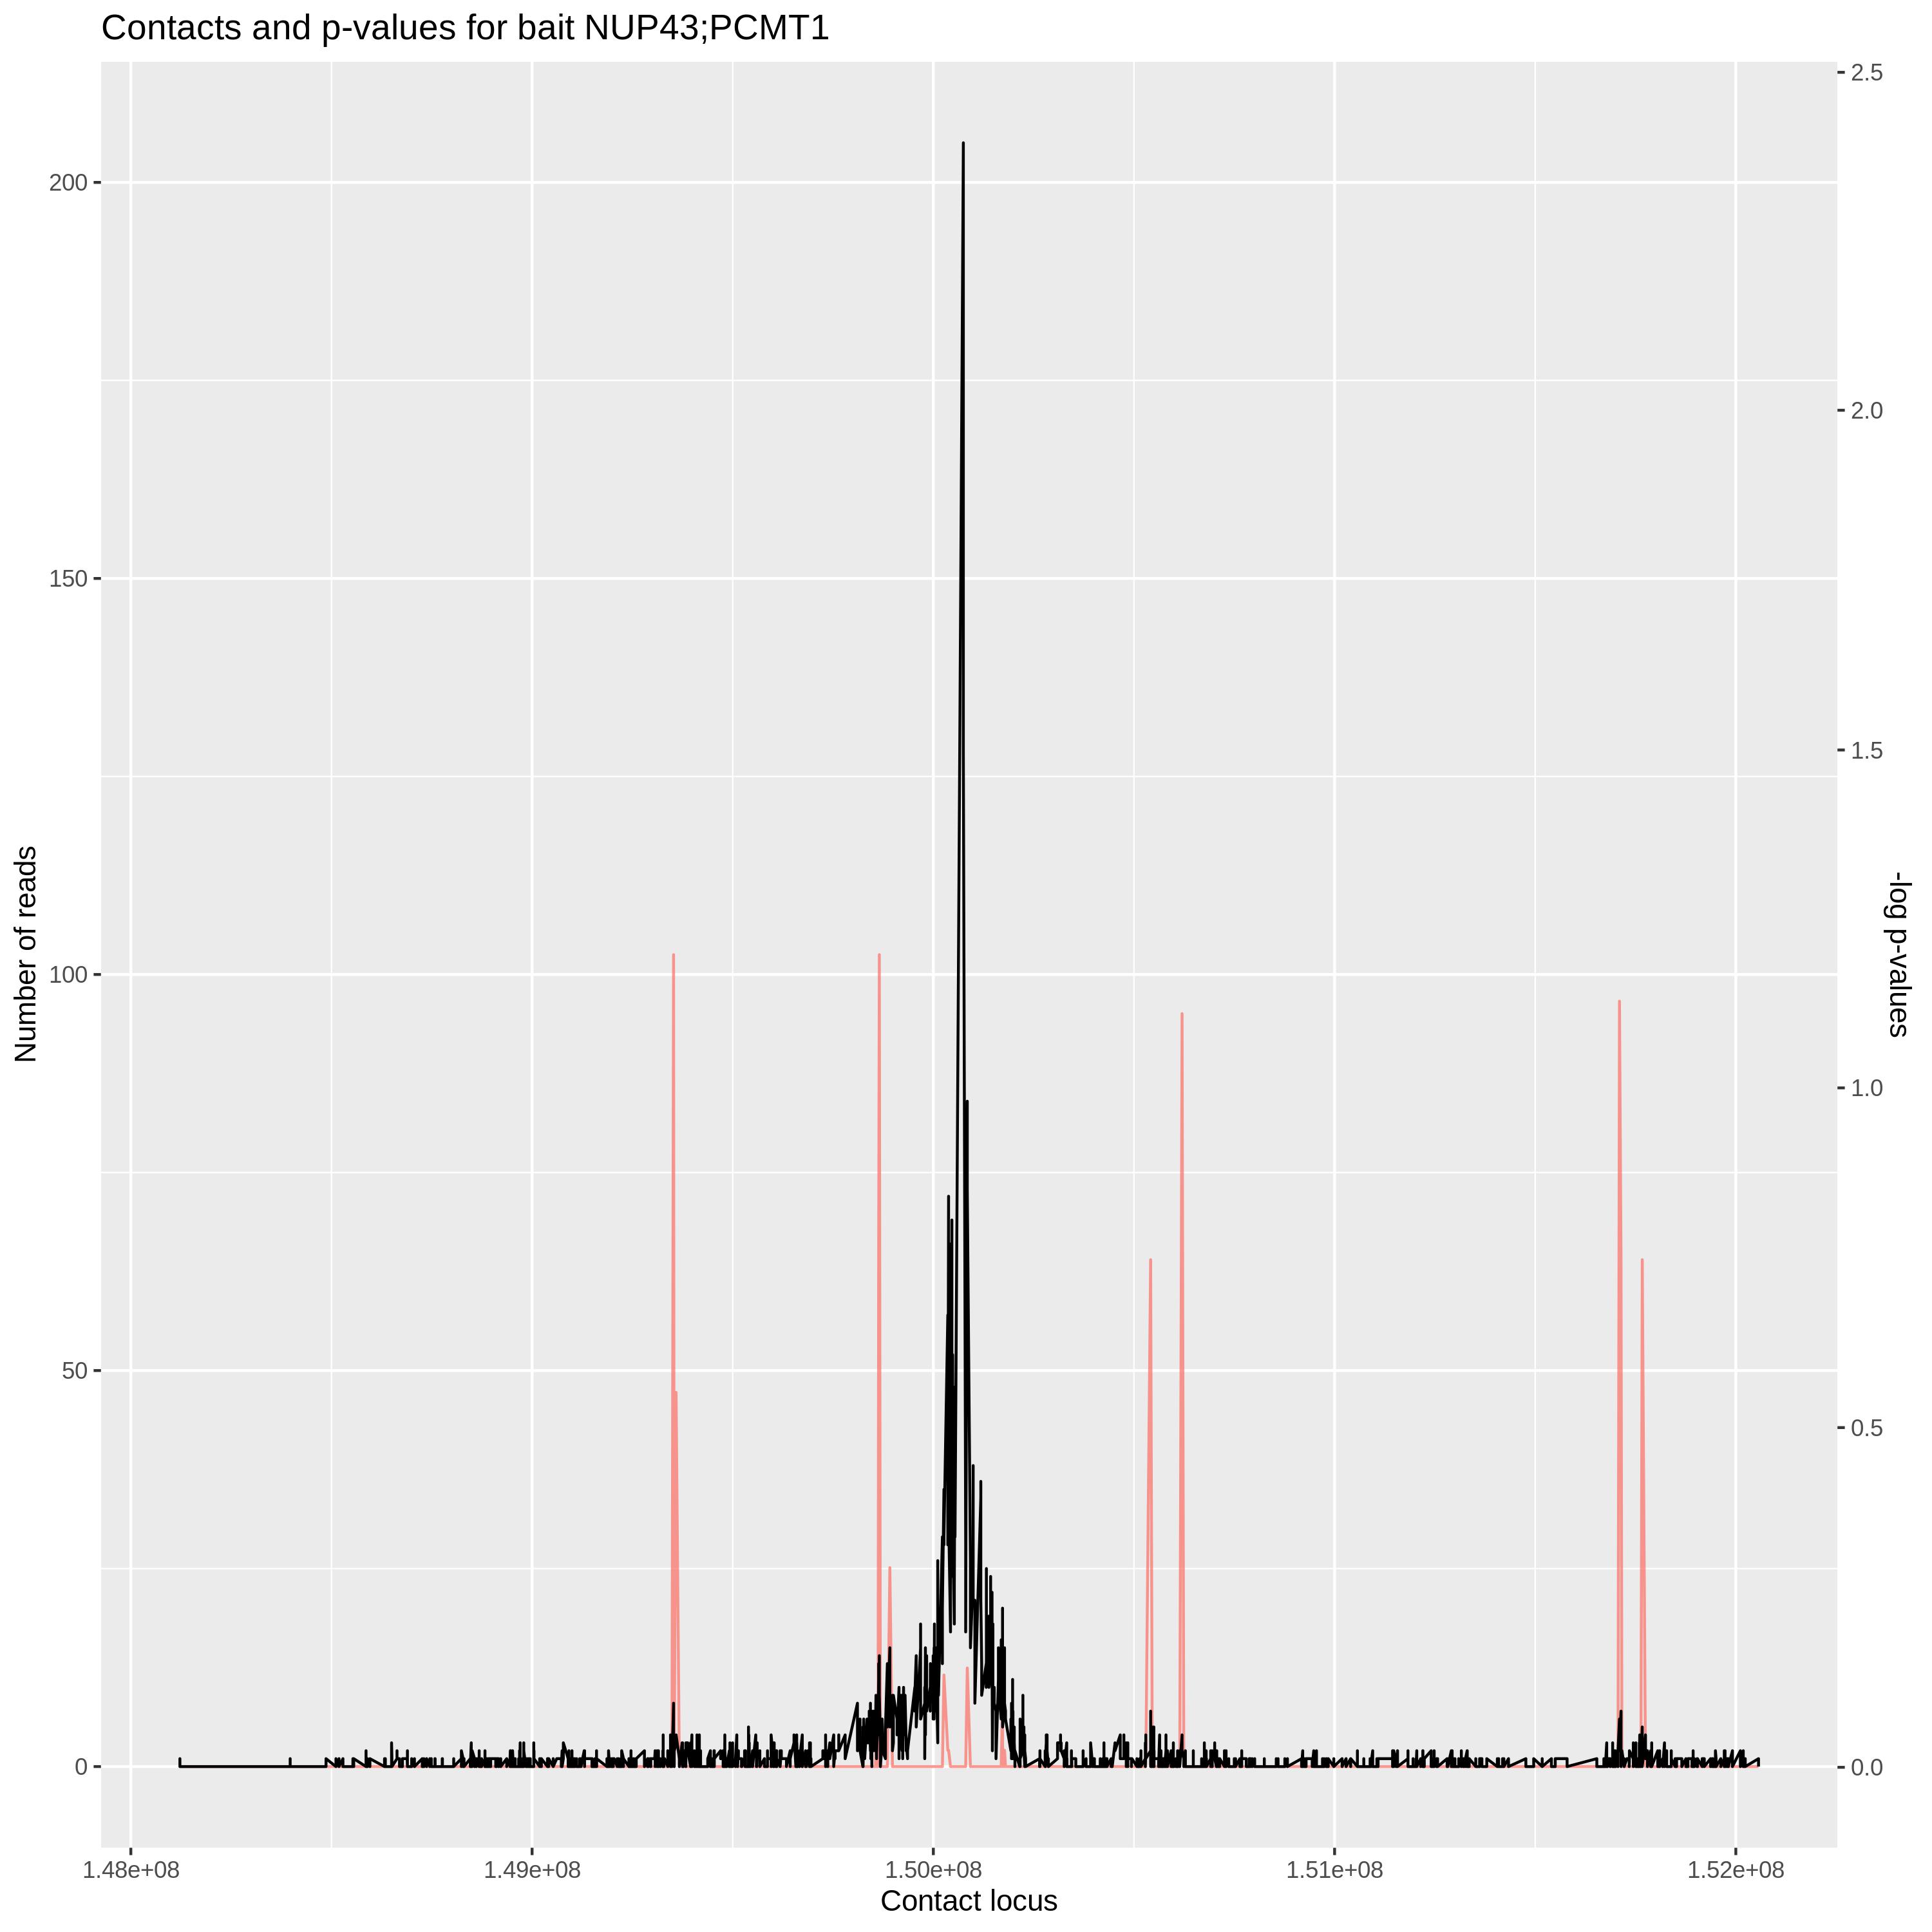 Contacts and p-values for bait NUP43;PCMT1
Number of reads
200
150
100
50
0
2.5
2.0
1.5
1.0
0.5
0.0
-log p-values
1.48e+08 1.49e+08 1.50e+08 1.51e+08 1.52e+08
Contact locus